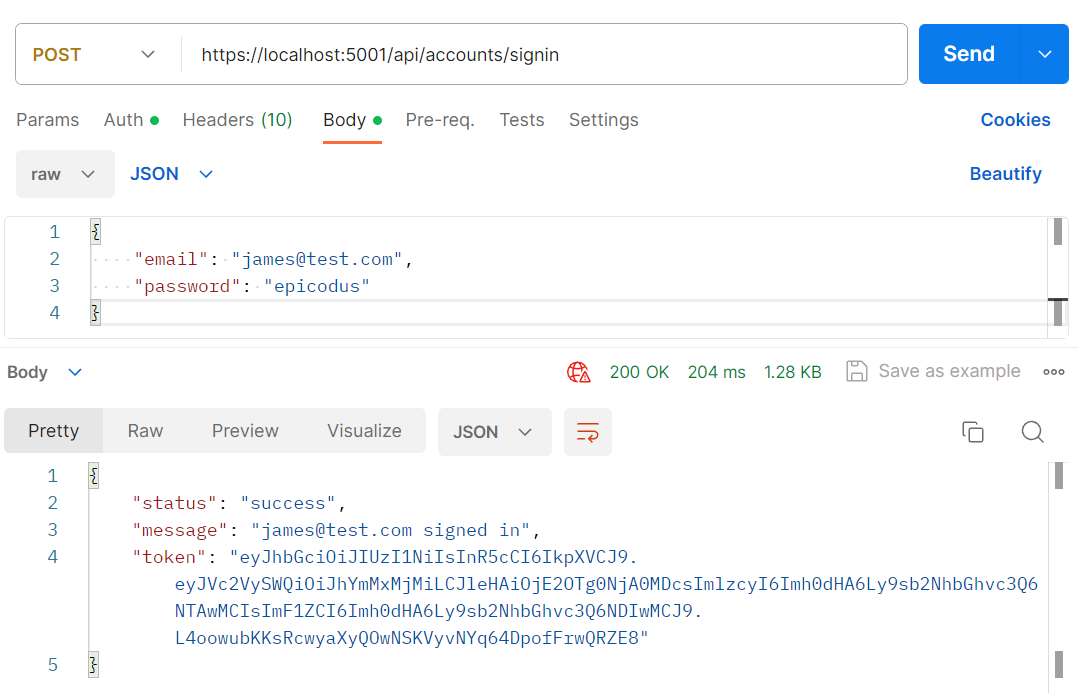 POST https://localhost:5001/api/accounts/signin Send
Params Auth Headers (10) Body Pre-req. Tests Settings Cookies
raw JSON Beautify
1 {
2 "email": "james@test.com",
3 "password": "epicodus"
4 }
Body 200 OK 204 ms 1.28 KB Save as example
Pretty Raw Preview Visualize JSON
1 {
2 "status": "success",
3 "message": "james@test.com signed in",
4 "token": "eyJhbGciOiJIUzI1NiIsInR5cCI6IkpXVCJ9.
eyJVc2VySWQiOiJhYmMxMjMiLCJleHAiOjE2OTg0NjA0MDcsImlzcyI6Imh0dHA6Ly9sb2NhbGhvc3Q6
NTAwMCIsImF1ZCI6Imh0dHA6Ly9sb2NhbGhvc3Q6NDIwMCJ9.
L4oowubKKsRcwyaXyQOwNSKVyvNYq64DpofFrwQRZE8"
5 }